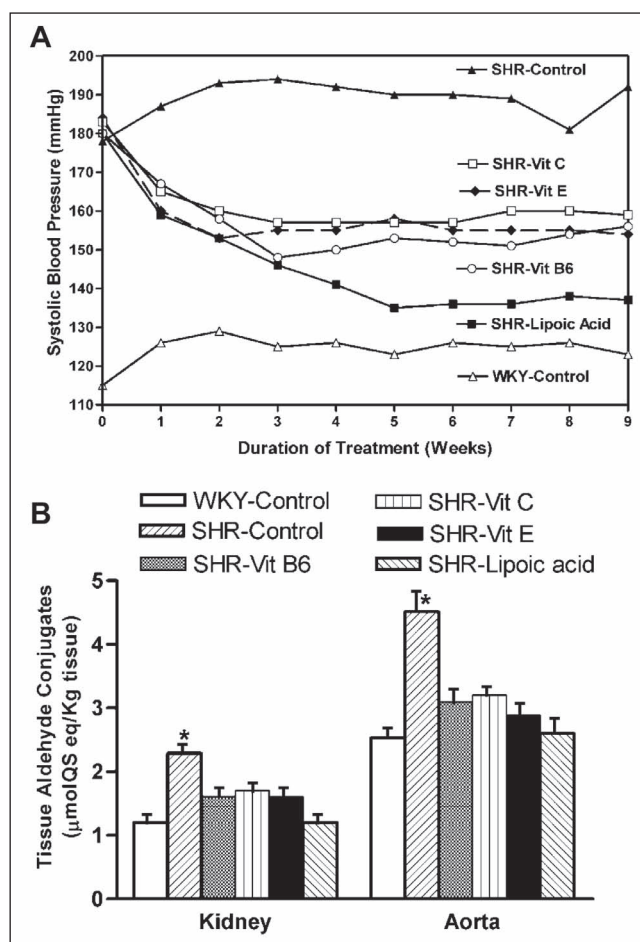 A
Systolic Blood Pressure (mmHg)
200
190
180
170
160
150
140
130
120
110
SHR-Control
SHR-Vit C
SHR-Vit E
SHR-Vit B6
SHR-Lipoic Acid
WKY-Control
0 1 2 3 4 5 6 7 8 9
Duration of Treatment (Weeks)
B
WKY-Control
SHR-Control
SHR-Vit B6
SHR-Vit C
SHR-Vit E
SHR-Lipoic acid
Tissue Aldehyde Conjugates
(μmolQS eq/Kg tissue)
5
4
3
2
1
0
*
*
Kidney Aorta